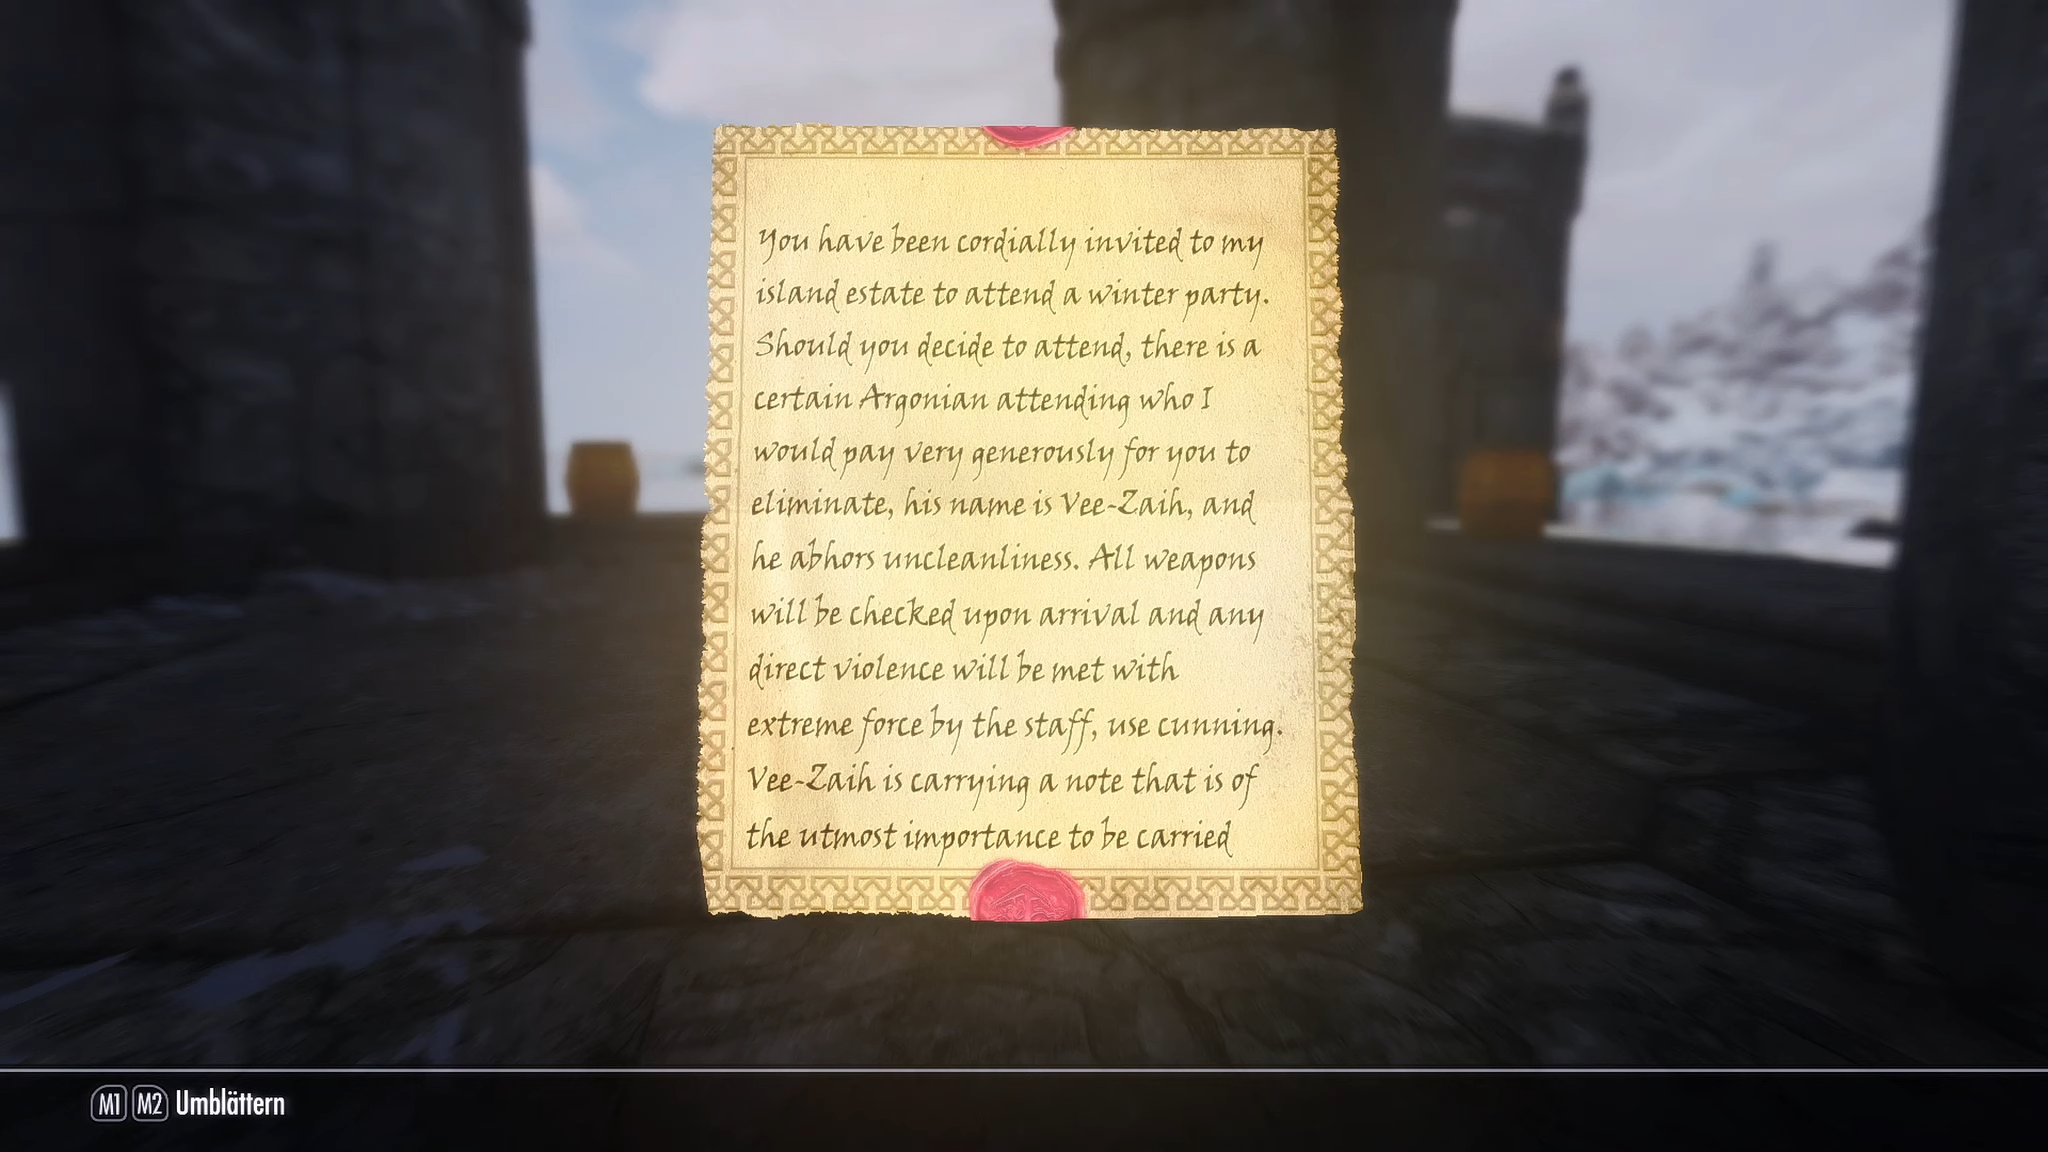 You have been cordially invited to my
island estate to attend a winter party.
Should you decide to attend, there is a
certain Argonian attending who I
would pay very generously for you to
eliminate, his name is Vee-Zaih, and
he abhors uncleanliness. All weapons
will be checked upon arrival and any
direct violence will be met with
extreme force by the staff, use cunning.
Vee-Zaih is carrying a note that is of
the utmost importance to be carried
M1 M2 Umblättern